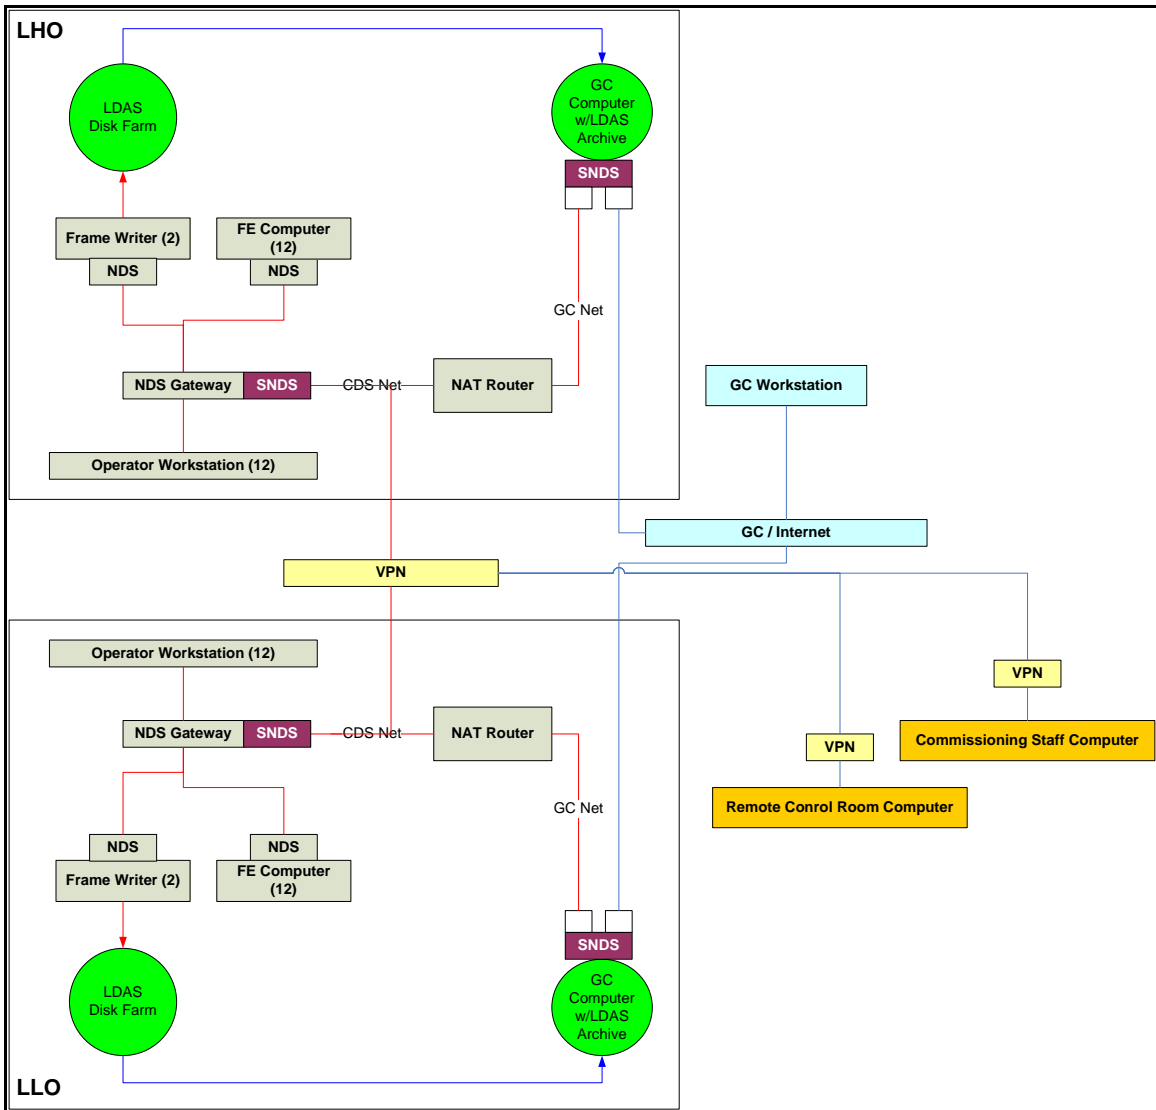 LHO
LDAS
Disk Farm
GC
Computer
w/LDAS
Archive
SNDS
Frame Writer (2)
NDS
FE Computer
(12)
NDS
GC Net
NDS Gateway
SNDS
CDS Net
NAT Router
GC Workstation
Operator Workstation (12)
GC / Internet
VPN
Operator Workstation (12)
VPN
NDS Gateway
SNDS
CDS Net
NAT Router
Commissioning Staff Computer
VPN
Remote Conrol Room Computer
GC Net
NDS
Frame Writer (2)
NDS
FE Computer
(12)
SNDS
LDAS
Disk Farm
GC
Computer
w/LDAS
Archive
LLO